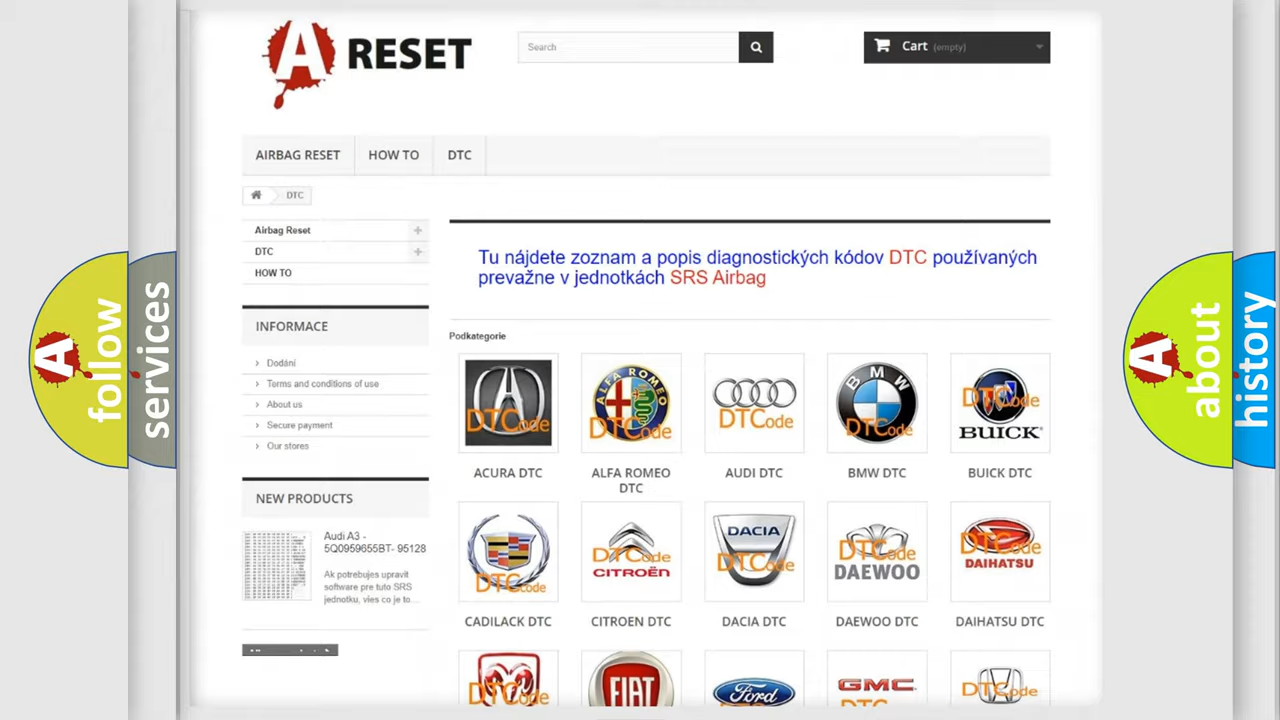 A RESET
Search
Cart (empty)
AIRBAG RESET
HOW TO
DTC
DTC
Airbag Reset
DTC
HOW TO
Tu nájdete zoznam a popis diagnostických kódov DTC používaných
prevažne v jednotkách SRS Airbag
INFORMACE
Dodání
Terms and conditions of use
About us
Secure payment
Our stores
NEW PRODUCTS
Audi A3 -
5Q0959655BT- 95128
Ak potrebujes upravit
software pre tuto SRS
jednotku, vies co je to...
Podkategorie
DTCode
ALFA ROMEO
DTCode
DTCode
BMW
DTCode
DTCode
BUICK
ACURA DTC
ALFA ROMEO
DTC
AUDI DTC
BMW DTC
BUICK DTC
DTCode
DTCode
CITROËN
DACIA
DTCode
DTCode
DAEWOO
DTCode
DAIHATSU
CADILACK DTC
CITROEN DTC
DACIA DTC
DAEWOO DTC
DAIHATSU DTC
DTCode
FIAT
Ford
GMC
DTCode
A follow
services
A about
history